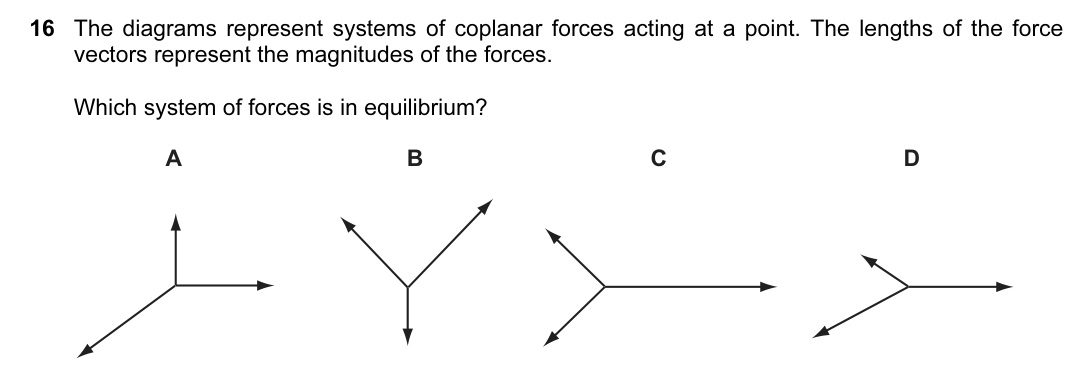 16 The diagrams represent systems of coplanar forces acting at a point. The lengths of the force
vectors represent the magnitudes of the forces.
Which system of forces is in equilibrium?
A B C D